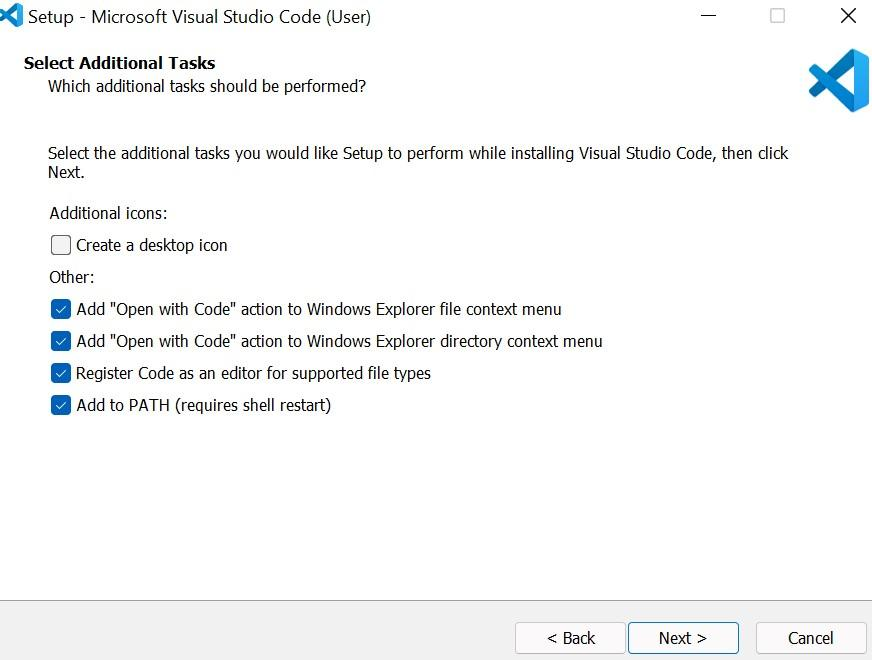 Setup - Microsoft Visual Studio Code (User)
Select Additional Tasks
Which additional tasks should be performed?
Select the additional tasks you would like Setup to perform while installing Visual Studio Code, then click
Next.
Additional icons:
Create a desktop icon
Other:
Add "Open with Code" action to Windows Explorer file context menu
Add "Open with Code" action to Windows Explorer directory context menu
Register Code as an editor for supported file types
Add to PATH (requires shell restart)
< Back Next > Cancel